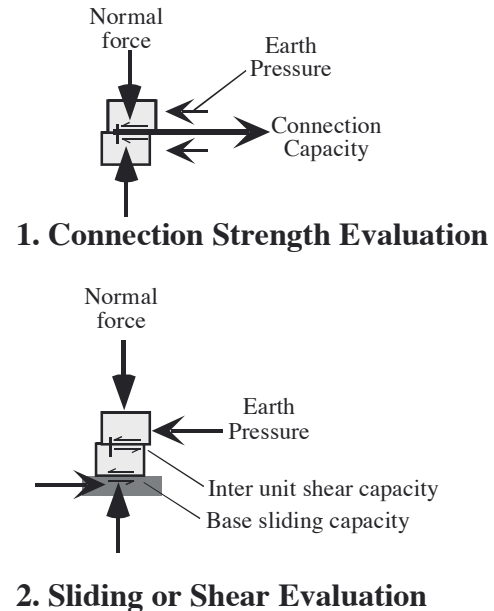 Normal
force
Earth
Pressure
Connection
Capacity
1. Connection Strength Evaluation
Normal
force
Earth
Pressure
Inter unit shear capacity
Base sliding capacity
2. Sliding or Shear Evaluation